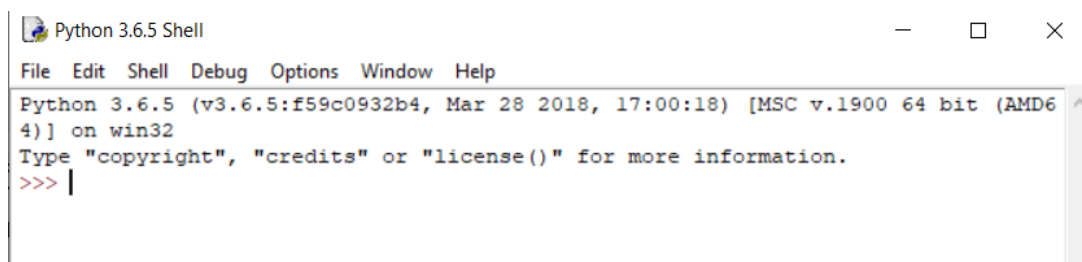 Python 3.6.5 Shell
File Edit Shell Debug Options Window Help
Python 3.6.5 (v3.6.5:f59c0932b4, Mar 28 2018, 17:00:18) [MSC v.1900 64 bit (AMD6
4)] on win32
Type "copyright", "credits" or "license()" for more information.
>>>